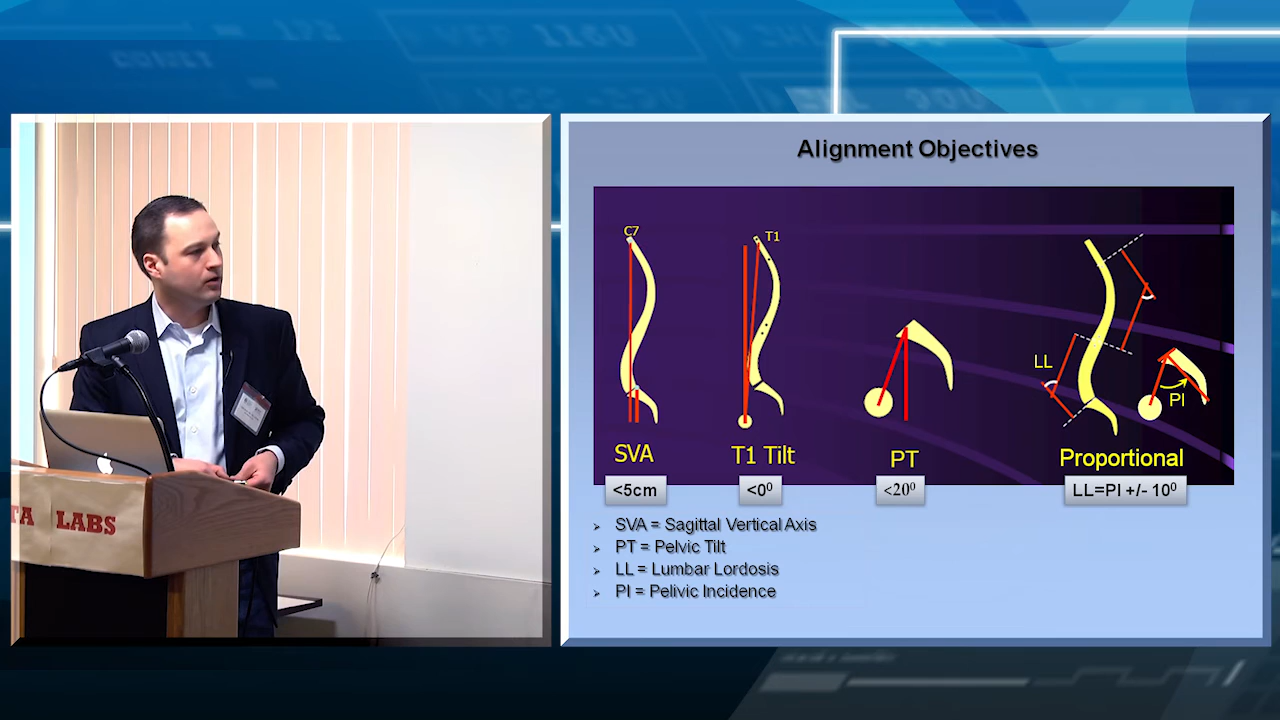 Alignment Objectives
C7
T1
LL
PI
SVA
T1 Tilt
PT
Proportional
<5cm
<0⁰
<20⁰
LL=PI +/- 10⁰
➢ SVA = Sagittal Vertical Axis
➢ PT = Pelvic Tilt
➢ LL = Lumbar Lordosis
➢ PI = Pelivic Incidence
TA LABS